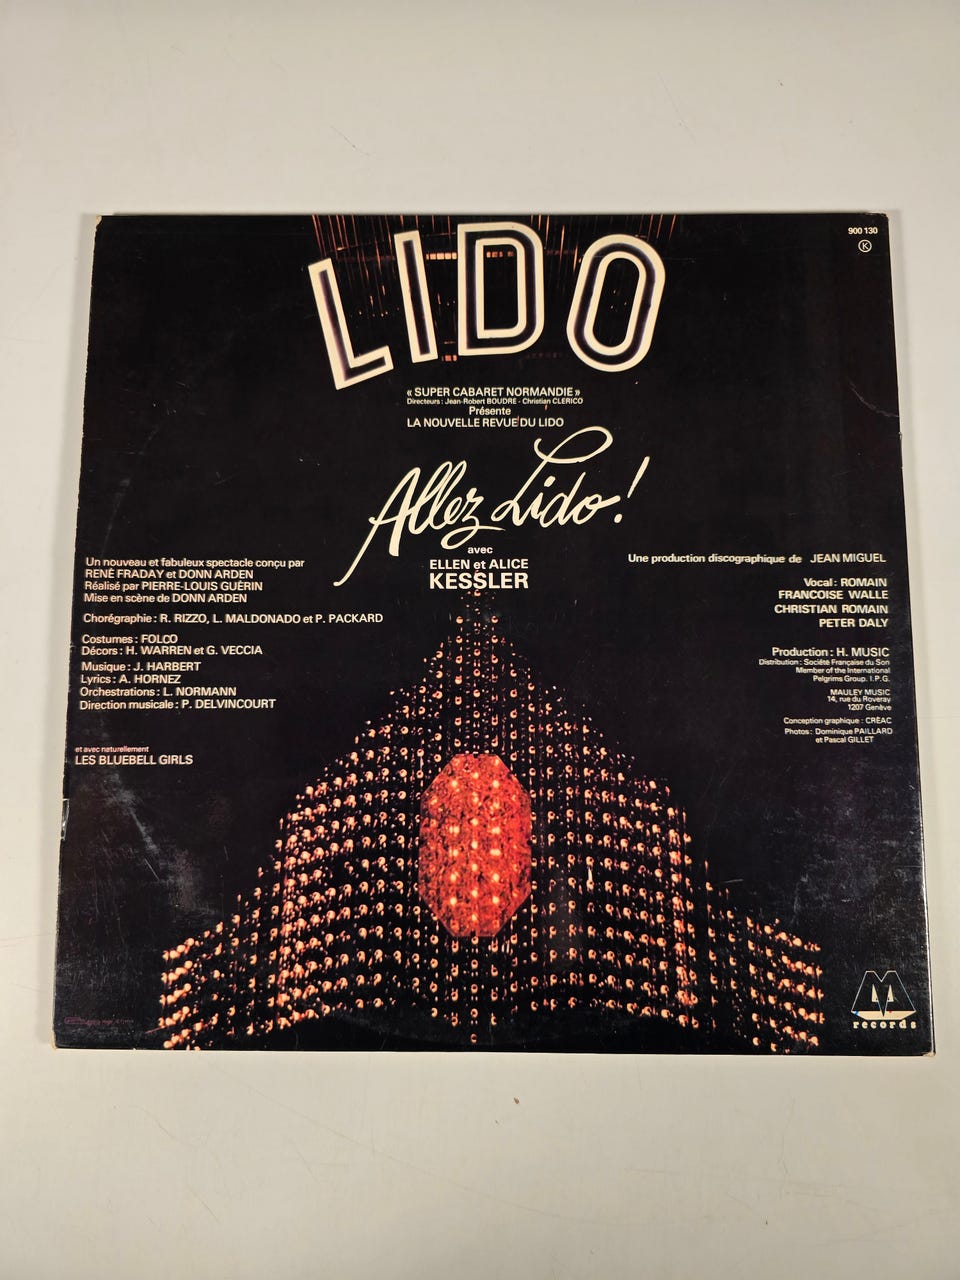 LIDO
900 130
K
« SUPER CABARET NORMANDIE »
Directeurs : Jean-Robert BOUDRE - Christian CLERICO
Présente
LA NOUVELLE REVUE DU LIDO
Allez Lido!
avec
ELLEN et ALICE
KESSLER
Un nouveau et fabuleux spectacle conçu par
RENÉ FRADAY et DONN ARDEN
Réalisé par PIERRE-LOUIS GUÉRIN
Mise en scène de DONN ARDEN
Chorégraphie : R. RIZZO, L. MALDONADO et P. PACKARD
Costumes : FOLCO
Décors : H. WARREN et G. VECCIA
Musique : J. HARBERT
Lyrics : A. HORNEZ
Orchestrations : L. NORMANN
Direction musicale : P. DELVINCOURT
et avec naturellement
LES BLUEBELL GIRLS
Une production discographique de JEAN MIGUEL
Vocal : ROMAIN
FRANCOISE WALLE
CHRISTIAN ROMAIN
PETER DALY
Production : H. MUSIC
Distribution : Société Française du Son
Member of the International
Pelgrims Group. I.P.G.
MAULEY MUSIC
14, rue du Roveray
1207 Genève
Conception graphique : CRÉAC
Photos : Dominique PAILLARD
et Pascal GILLET
M
records